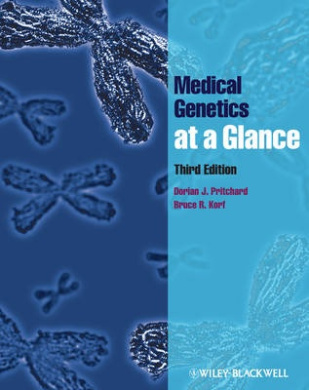 Medical
Genetics
at a Glance
Third Edition
Dorian J. Pritchard
Bruce R. Korf
WILEY-BLACKWELL